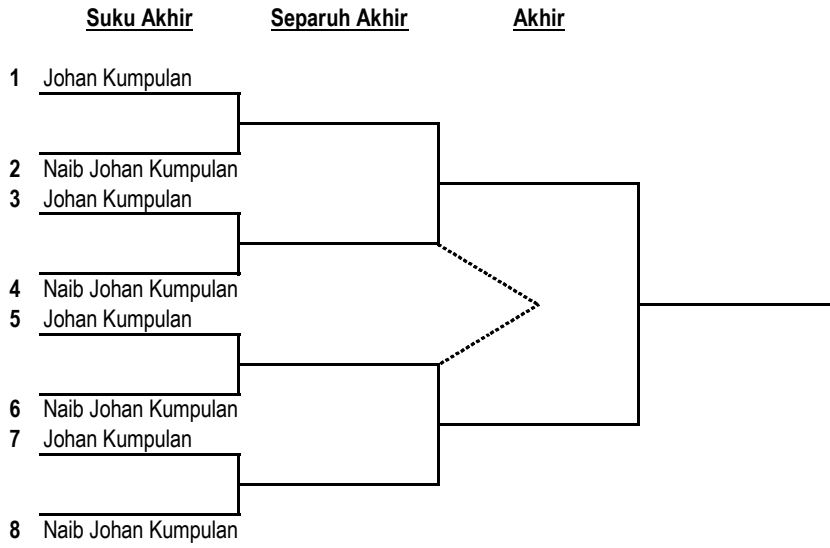 Suku Akhir Separuh Akhir Akhir
1 Johan Kumpulan
2 Naib Johan Kumpulan
3 Johan Kumpulan
4 Naib Johan Kumpulan
5 Johan Kumpulan
6 Naib Johan Kumpulan
7 Johan Kumpulan
8 Naib Johan Kumpulan